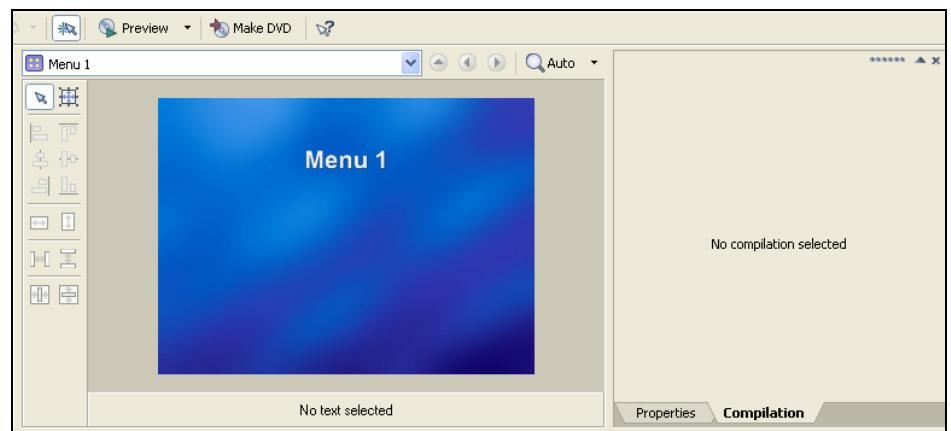 Preview Make DVD
Menu 1 Auto
Menu 1
No compilation selected
No text selected
Properties Compilation